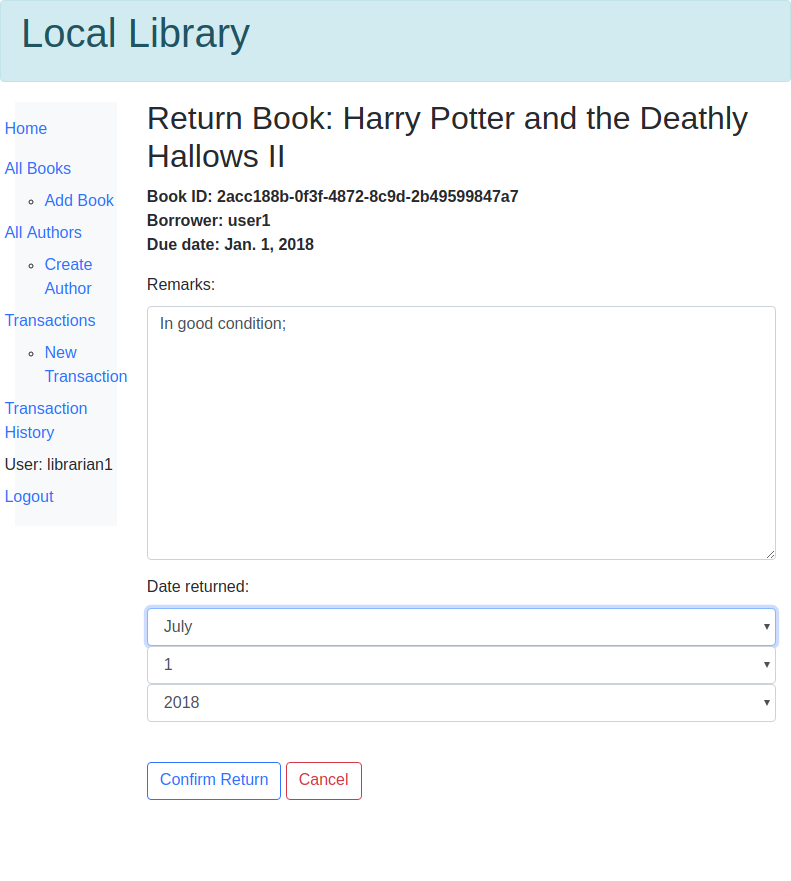 Local Library
Home
All Books
Add Book
All Authors
Create
Author
Transactions
New
Transaction
Transaction
History
User: librarian1
Logout
Return Book: Harry Potter and the Deathly
Hallows II
Book ID: 2acc188b-0f3f-4872-8c9d-2b49599847a7
Borrower: user1
Due date: Jan. 1, 2018
Remarks:
In good condition;
Date returned:
July
1
2018
Confirm Return Cancel